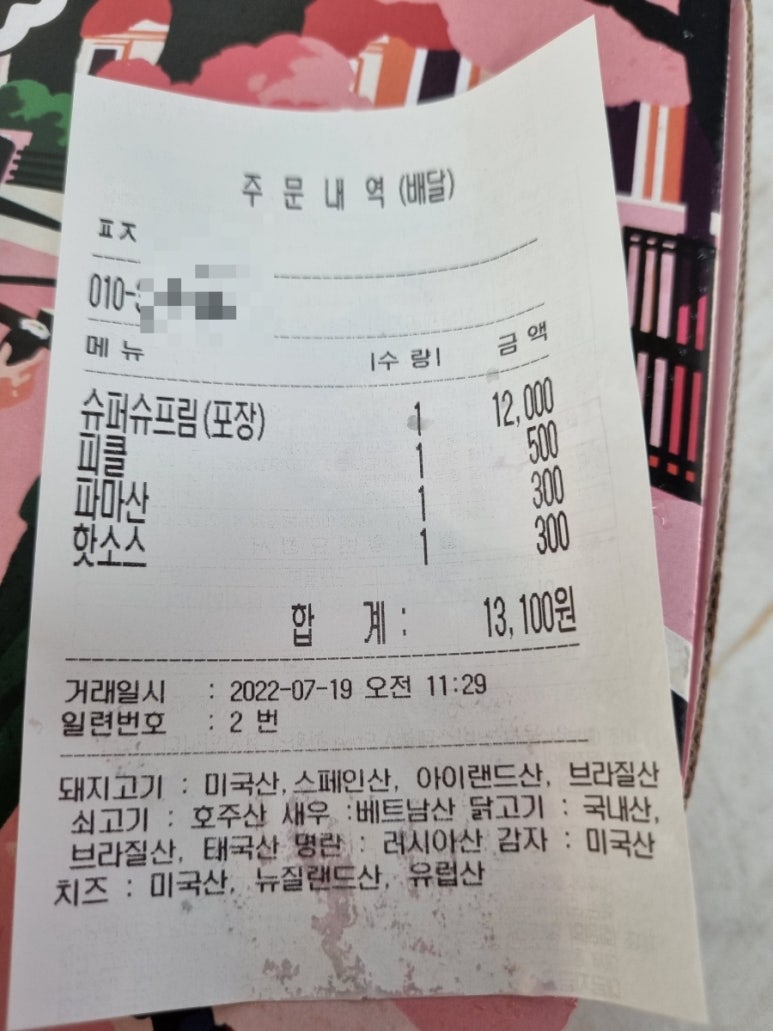 주 문 내 역 (배달)
포장
010-
메 뉴 |수 량| 금 액
슈퍼슈프림(포장) 1 12,000
피클 1 500
파마산 1 300
핫소스 1 300
합 계 : 13,100원
거래일시 : 2022-07-19 오전 11:29
일련번호 : 2 번
돼지고기 : 미국산,스페인산, 아이랜드산, 브라질산
쇠고기 : 호주산 새우 :베트남산 닭고기 : 국내산,
브라질산, 태국산 명란 : 러시아산 감자 : 미국산
치즈 : 미국산, 뉴질랜드산, 유럽산